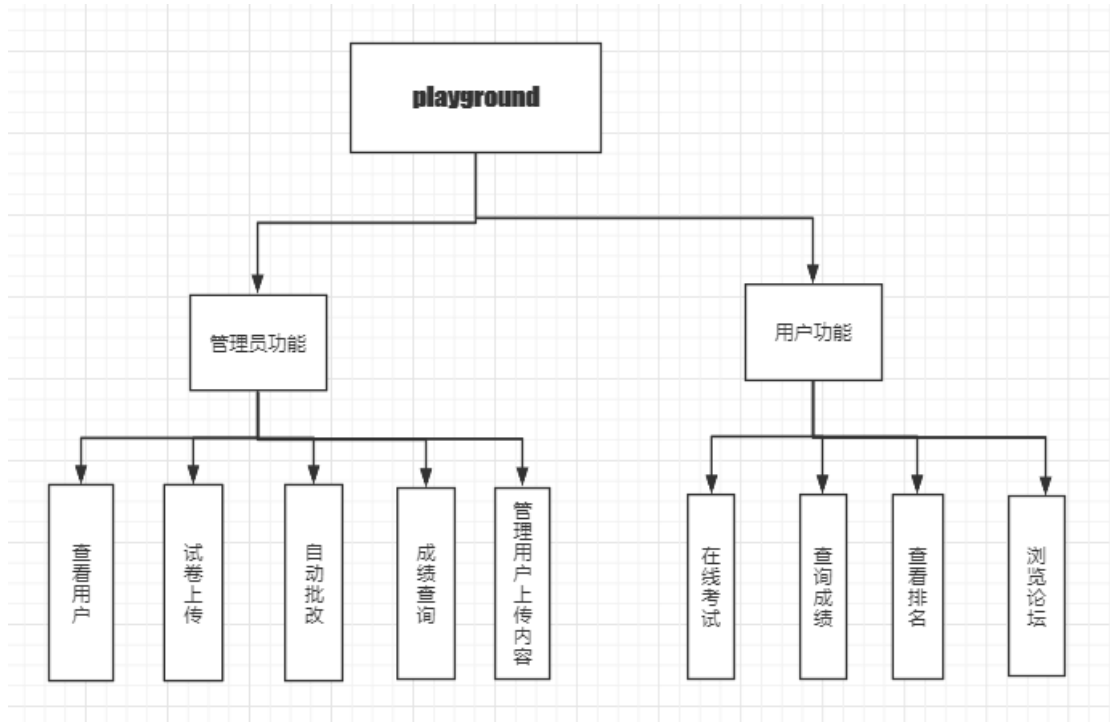 playground
管理员功能
用户功能
查看用户
试卷上传
自动批改
成绩查询
管理用户上传内容
在线考试
查询成绩
查看排名
浏览论坛